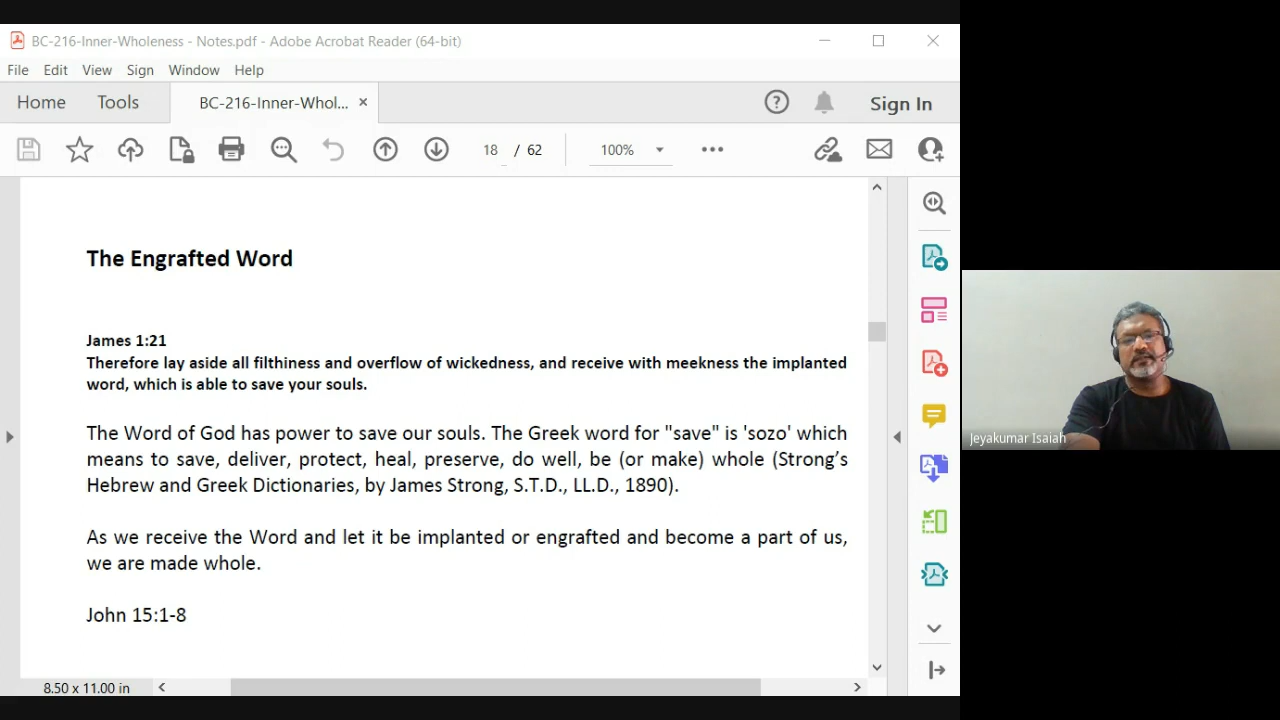 BC-216-Inner-Wholeness - Notes.pdf - Adobe Acrobat Reader (64-bit)
File Edit View Sign Window Help
Home Tools BC-216-Inner-Whol... × Sign In
18 / 62 100%
The Engrafted Word
James 1:21
Therefore lay aside all filthiness and overflow of wickedness, and receive with meekness the implanted
word, which is able to save your souls.
The Word of God has power to save our souls. The Greek word for "save" is 'sozo' which
means to save, deliver, protect, heal, preserve, do well, be (or make) whole (Strong’s
Hebrew and Greek Dictionaries, by James Strong, S.T.D., LL.D., 1890).
As we receive the Word and let it be implanted or engrafted and become a part of us,
we are made whole.
John 15:1-8
8.50 x 11.00 in
Jeyakumar Isaiah